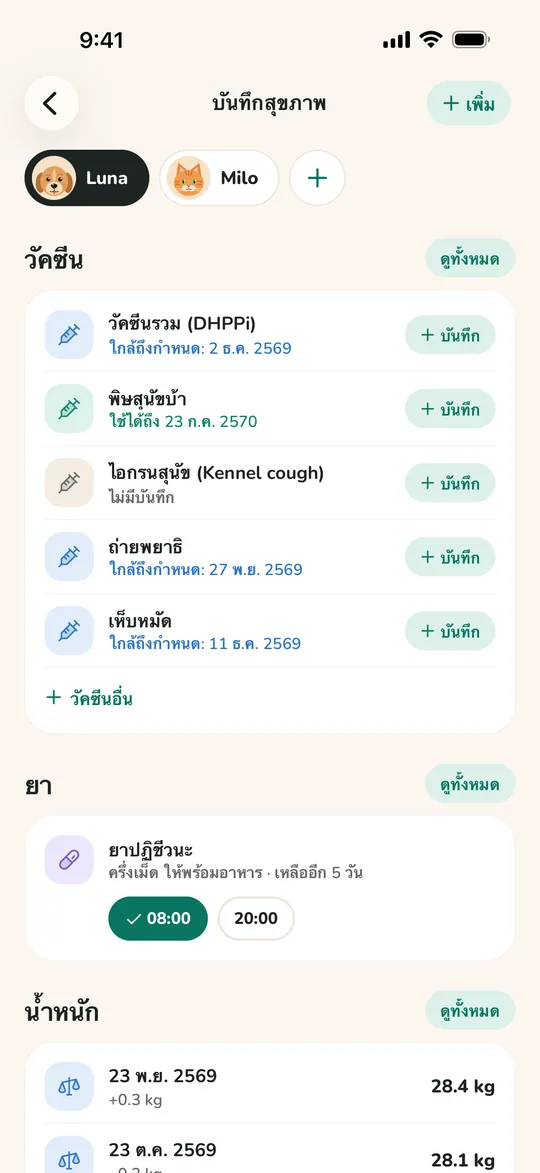 9:41
บันทึกสุขภาพ
+ เพิ่ม
Luna
Milo
+
วัคซีน
ดูทั้งหมด
วัคซีนรวม (DHPPi)
ใกล้ถึงกำหนด: 2 ธ.ค. 2569
+ บันทึก
พิษสุนัขบ้า
ใช้ได้ถึง 23 ก.ค. 2570
+ บันทึก
ไอกรนสุนัข (Kennel cough)
ไม่มีบันทึก
+ บันทึก
ถ่ายพยาธิ
ใกล้ถึงกำหนด: 27 พ.ย. 2569
+ บันทึก
เห็บหมัด
ใกล้ถึงกำหนด: 11 ธ.ค. 2569
+ บันทึก
+ วัคซีนอื่น
ยา
ดูทั้งหมด
ยาปฏิชีวนะ
ครึ่งเม็ด ให้พร้อมอาหาร · เหลืออีก 5 วัน
08:00
20:00
น้ำหนัก
ดูทั้งหมด
23 พ.ย. 2569
+0.3 kg
28.4 kg
23 ต.ค. 2569
28.1 kg